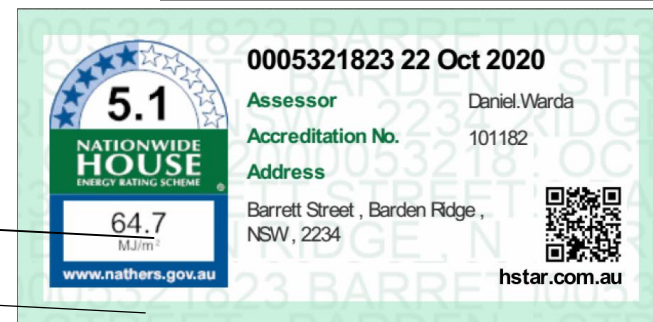 5.1
NATIONWIDE
HOUSE
ENERGY RATING SCHEME
64.7
MJ/m²
www.nathers.gov.au
0005321823 22 Oct 2020
Assessor Daniel.Warda
Accreditation No. 101182
Address
Barrett Street , Barden Ridge ,
NSW , 2234
hstar.com.au